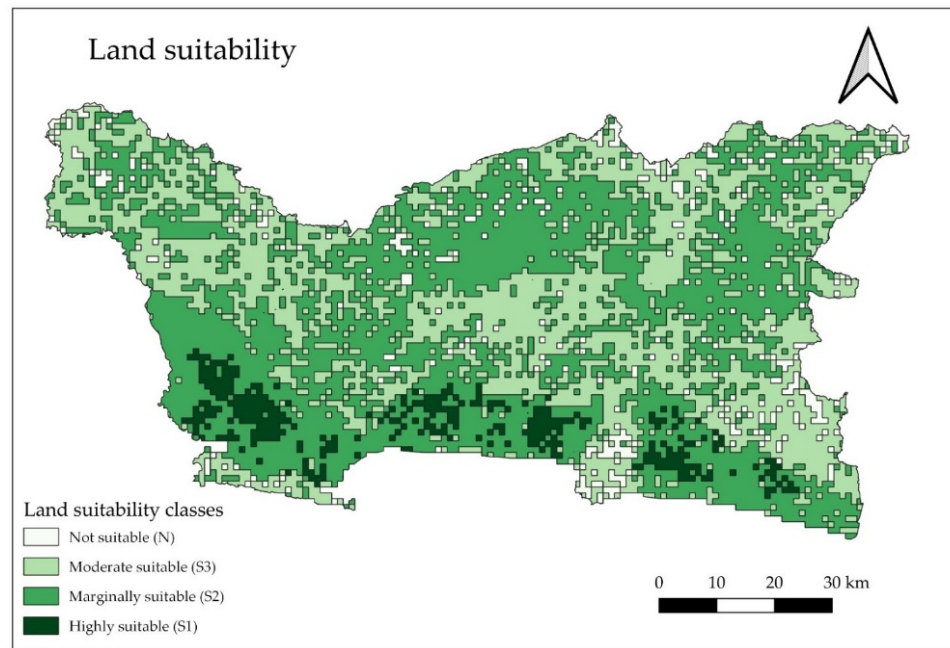 Land suitability
Land suitability classes
Not suitable (N)
Moderate suitable (S3)
Marginally suitable (S2)
Highly suitable (S1)
0 10 20 30 km